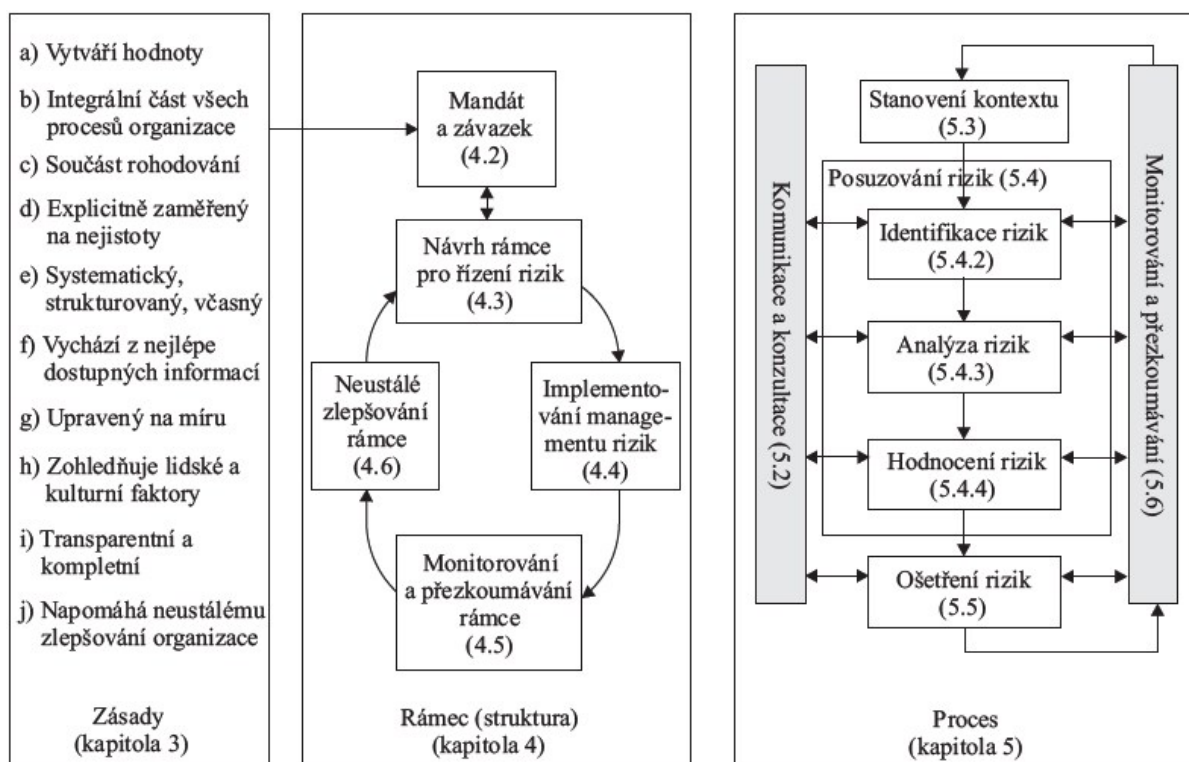 a) Vytváří hodnoty
b) Integrální část všech
procesů organizace
c) Součást rohodování
d) Explicitně zaměřený
na nejistoty
e) Systematický,
strukturovaný, včasný
f) Vychází z nejlépe
dostupných informací
g) Upravený na míru
h) Zohledňuje lidské a
kulturní faktory
i) Transparentní a
kompletní
j) Napomáhá neustálému
zlepšování organizace
Zásady
(kapitola 3)
Mandát
a závazek
(4.2)
Návrh rámce
pro řízení rizik
(4.3)
Neustálé
zlepšování
rámce
(4.6)
Implemento-
vání manage-
mentu rizik
(4.4)
Monitorování
a přezkoumávání
rámce
(4.5)
Rámec (struktura)
(kapitola 4)
Komunikace a konzultace (5.2)
Stanovení kontextu
(5.3)
Posuzování rizik (5.4)
Identifikace rizik
(5.4.2)
Analýza rizik
(5.4.3)
Hodnocení rizik
(5.4.4)
Ošetření rizik
(5.5)
Monitorování a přezkoumávání (5.6)
Proces
(kapitola 5)